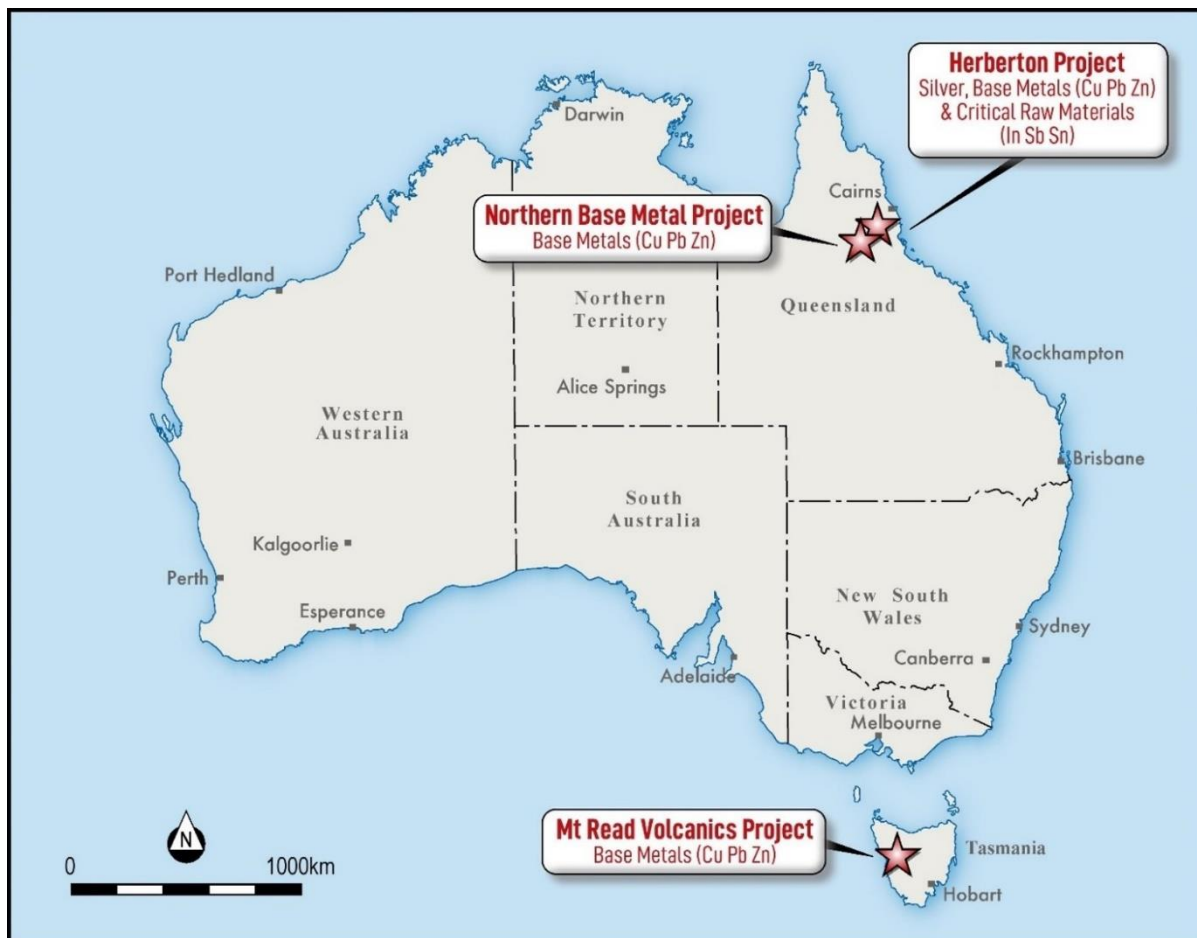 Herberton Project
Silver, Base Metals (Cu Pb Zn)
& Critical Raw Materials
(In Sb Sn)
Darwin
Cairns
Northern Base Metal Project
Base Metals (Cu Pb Zn)
Port Hedland
Northern
Territory
Queensland
Alice Springs
Rockhampton
Western
Australia
Brisbane
South
Australia
Kalgoorlie
Perth
Esperance
New South
Wales
Sydney
Canberra
Adelaide
Victoria
Melbourne
Mt Read Volcanics Project
Base Metals (Cu Pb Zn)
Tasmania
Hobart
N
0
1000km